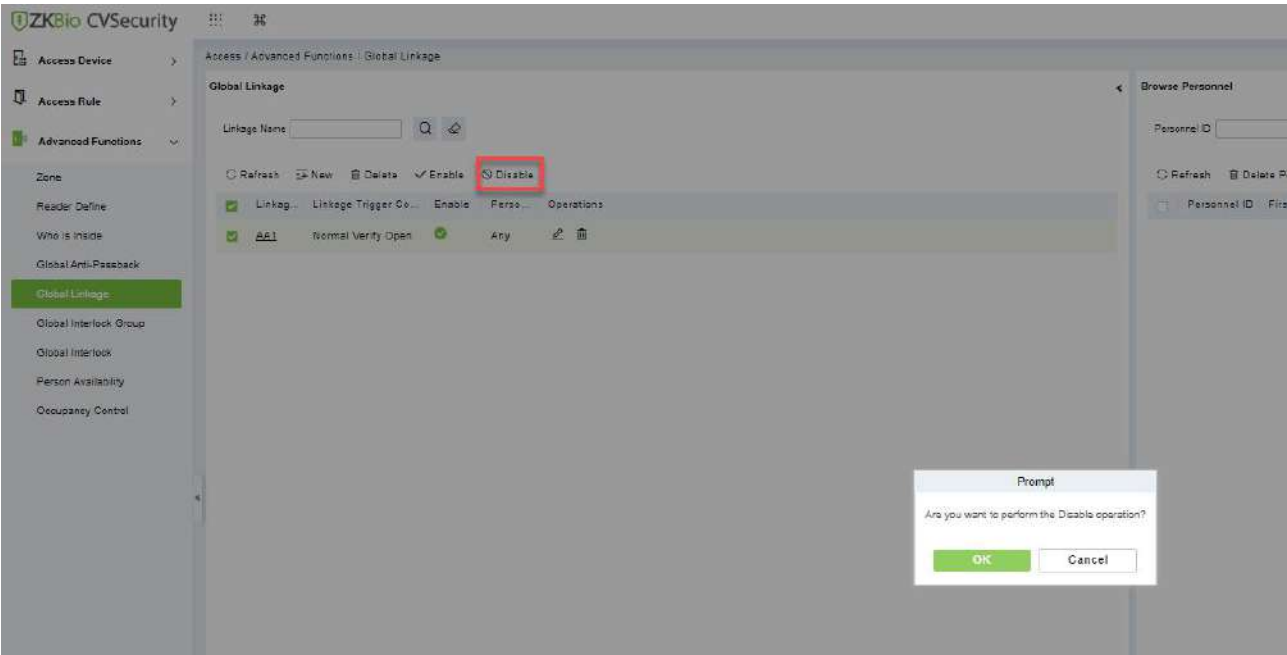 ZKBio CVSecurity
Access Device
Access Rule
Advanced Functions
Zone
Reader Define
Who Is Inside
Global Anti-Passback
Global Linkage
Global Interlock Group
Global Interlock
Person Availability
Occupancy Control
Access / Advanced Functions / Global Linkage
Global Linkage
Linkage Name
Refresh New Delete Enable Disable
Linkag... Linkage Trigger Co... Enable Perso... Operations
AA1 Normal Verify Open Any
Browse Personnel
Personnel ID
Refresh Delete P
Personnel ID Firs
Prompt
Are you want to perform the Disable operation?
OK Cancel